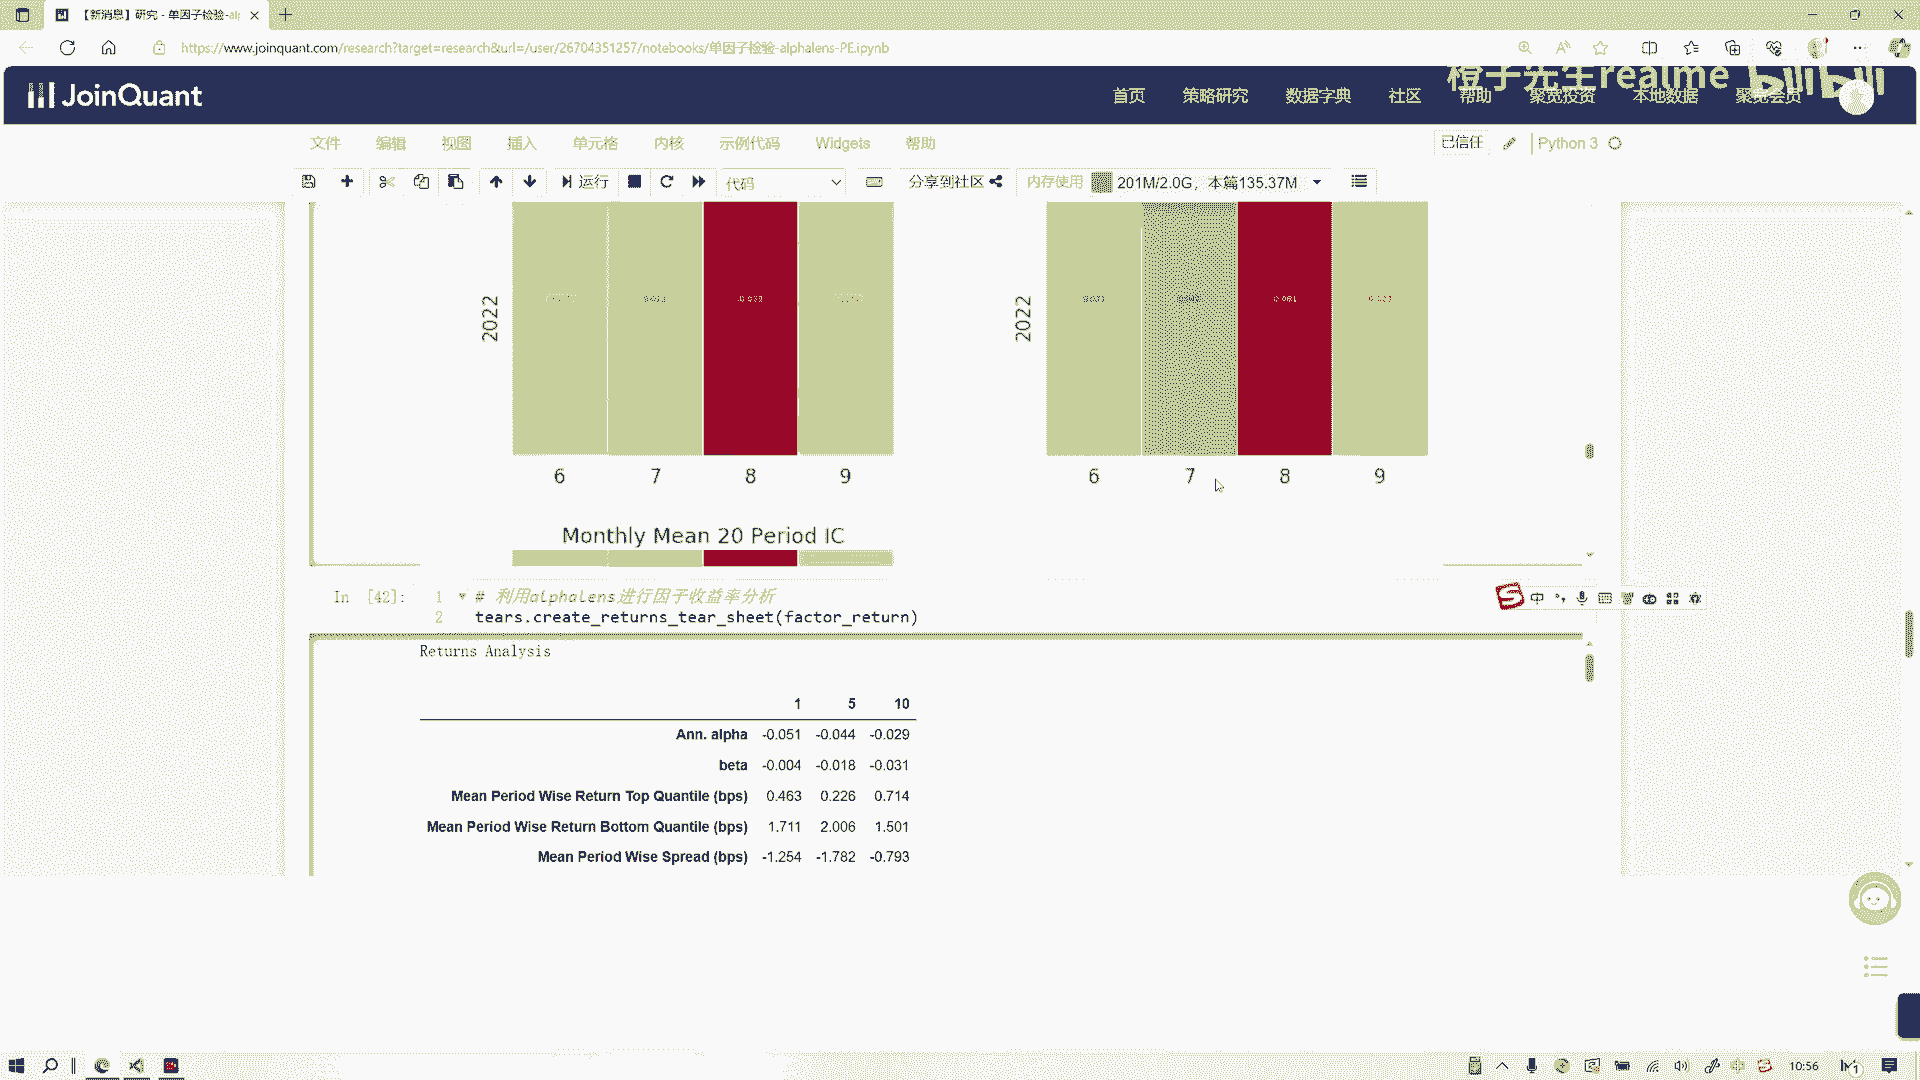 【新消息】研究 - 单因子检验-al
https://www.joinquant.com/research?target=research&url=/user/26704351257/notebooks/单因子检验-alphalens-PE.ipynb
橙子先生realme bilibili
JoinQuant
首页 策略研究 数据字典 社区 帮助 聚宽投资 本地数据 聚宽会员
文件 编辑 视图 插入 单元格 内核 示例代码 Widgets 帮助
已信任 Python 3
运行 代码 分享到社区 内存使用 201M/2.0G，本篇135.37M
2022 2022
6 7 8 9 6 7 8 9
Monthly Mean 20 Period IC
In [42]: 1 # 利用alphalens进行因子收益率分析
2 tears.create_returns_tear_sheet(factor_return)
中
Returns Analysis
1 5 10
Ann. alpha -0.051 -0.044 -0.029
beta -0.004 -0.018 -0.031
Mean Period Wise Return Top Quantile (bps) 0.463 0.226 0.714
Mean Period Wise Return Bottom Quantile (bps) 1.711 2.006 1.501
Mean Period Wise Spread (bps) -1.254 -1.782 -0.793
10:56